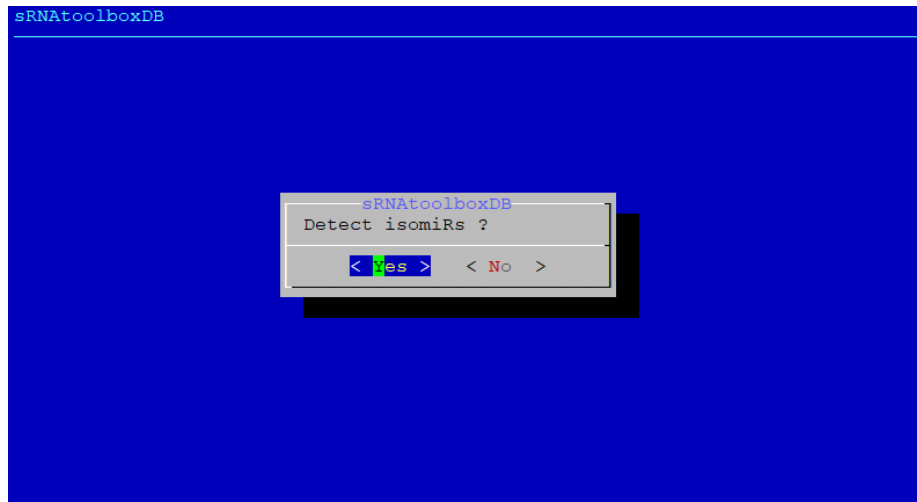 sRNAtoolboxDB
sRNAtoolboxDB
Detect isomiRs ?
< Yes > < No >